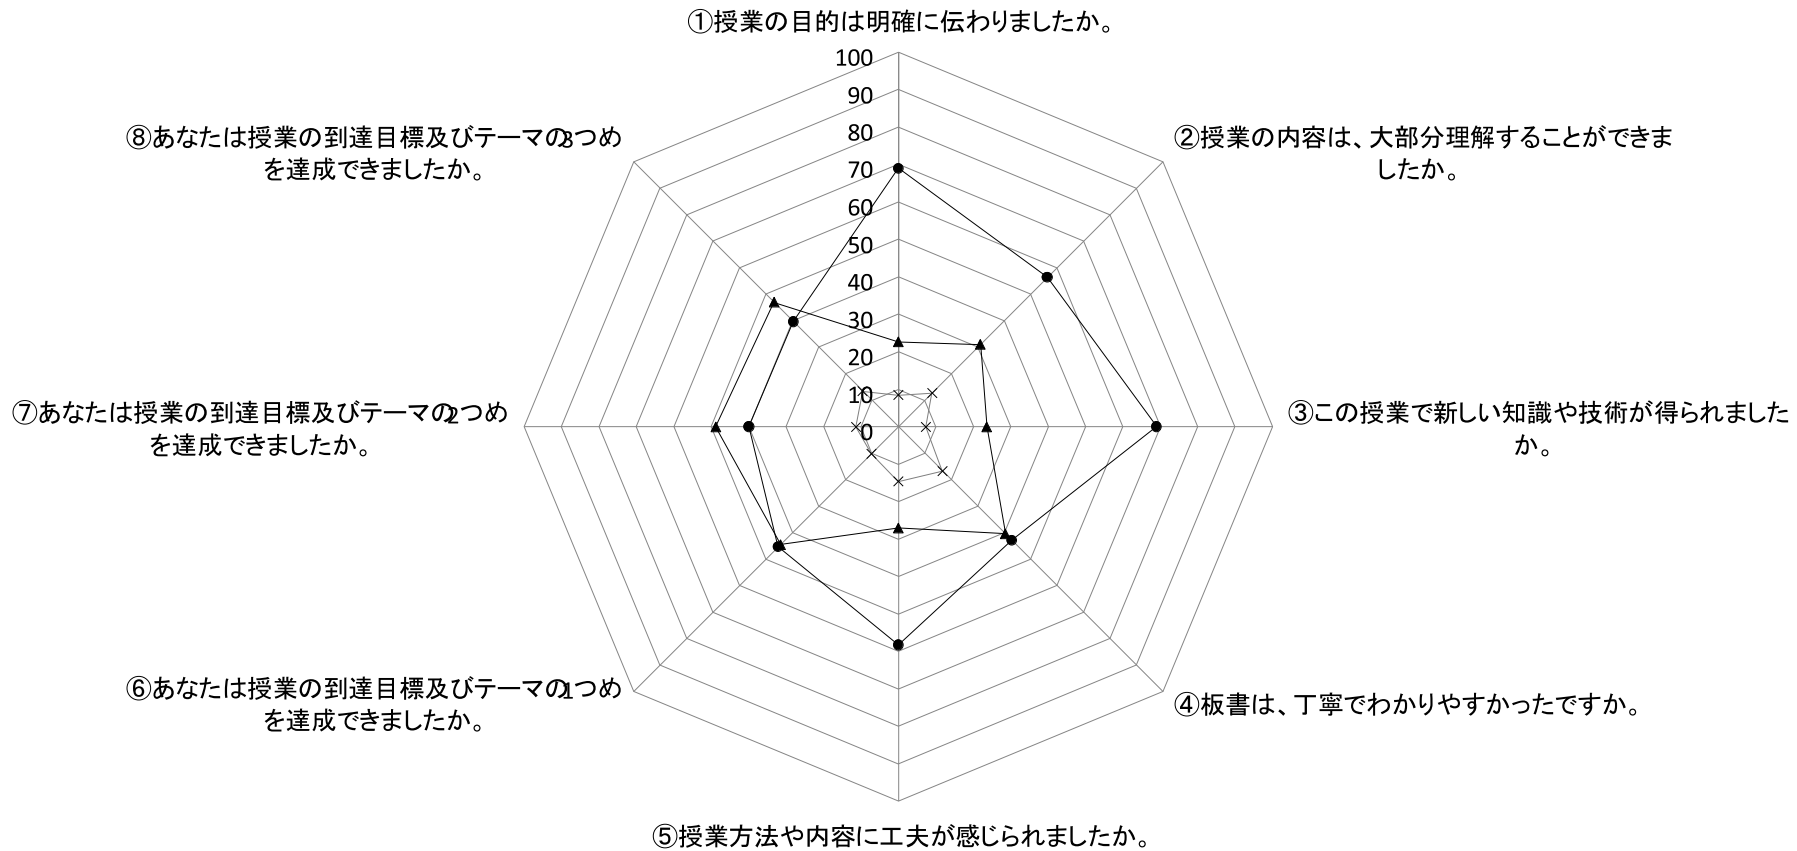 ①授業の目的は明確に伝わりましたか。
②授業の内容は、大部分理解することができま
したか。
③この授業で新しい知識や技術が得られました
か。
④板書は、丁寧でわかりやすかったですか。
⑤授業方法や内容に工夫が感じられましたか。
⑥あなたは授業の到達目標及びテーマの1つめ
を達成できましたか。
⑦あなたは授業の到達目標及びテーマの2つめ
を達成できましたか。
⑧あなたは授業の到達目標及びテーマの3つめ
を達成できましたか。
100
90
80
70
60
50
40
30
20
10
0